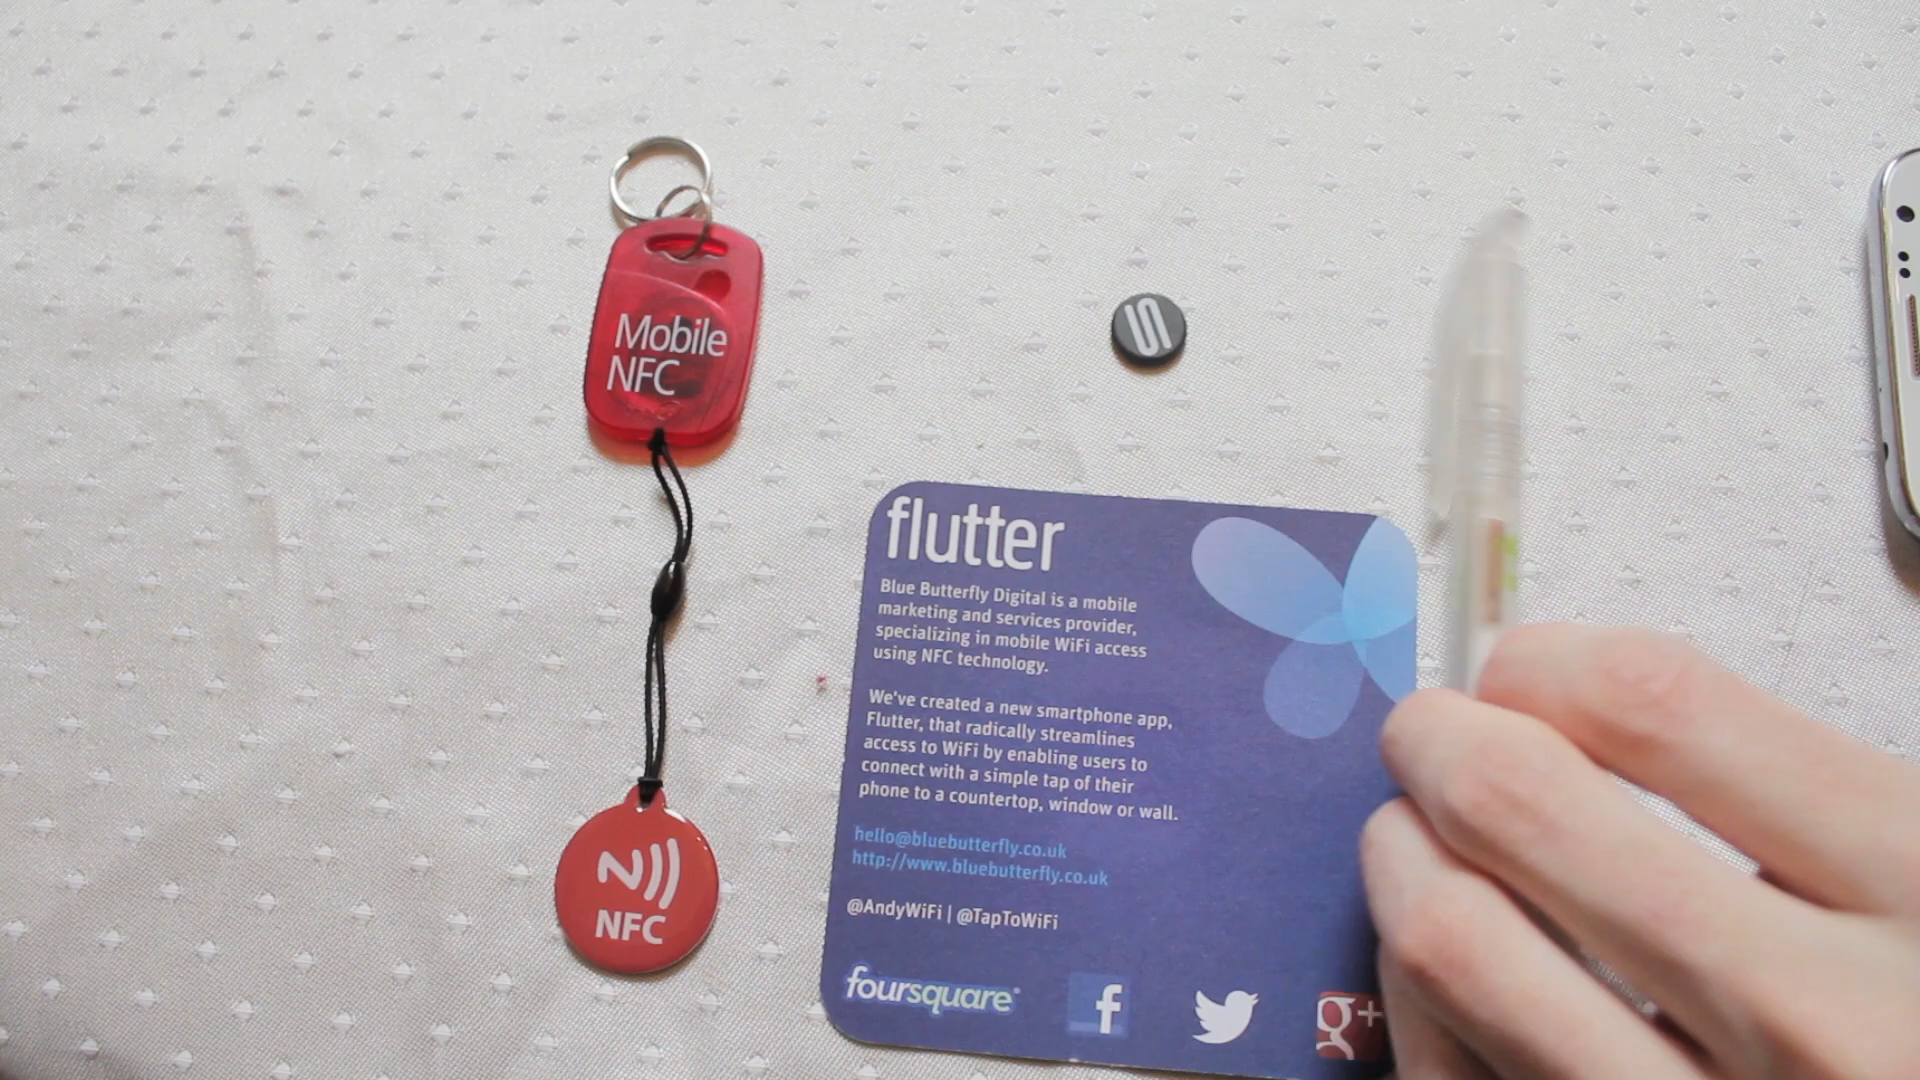 Mobile
NFC
NFC
flutter
Blue Butterfly Digital is a mobile
marketing and services provider,
specializing in mobile WiFi access
using NFC technology.
We've created a new smartphone app,
Flutter, that radically streamlines
access to WiFi by enabling users to
connect with a simple tap of their
phone to a countertop, window or wall.
hello@bluebutterfly.co.uk
http://www.bluebutterfly.co.uk
@AndyWiFi | @TapToWiFi
foursquare®
f
g+